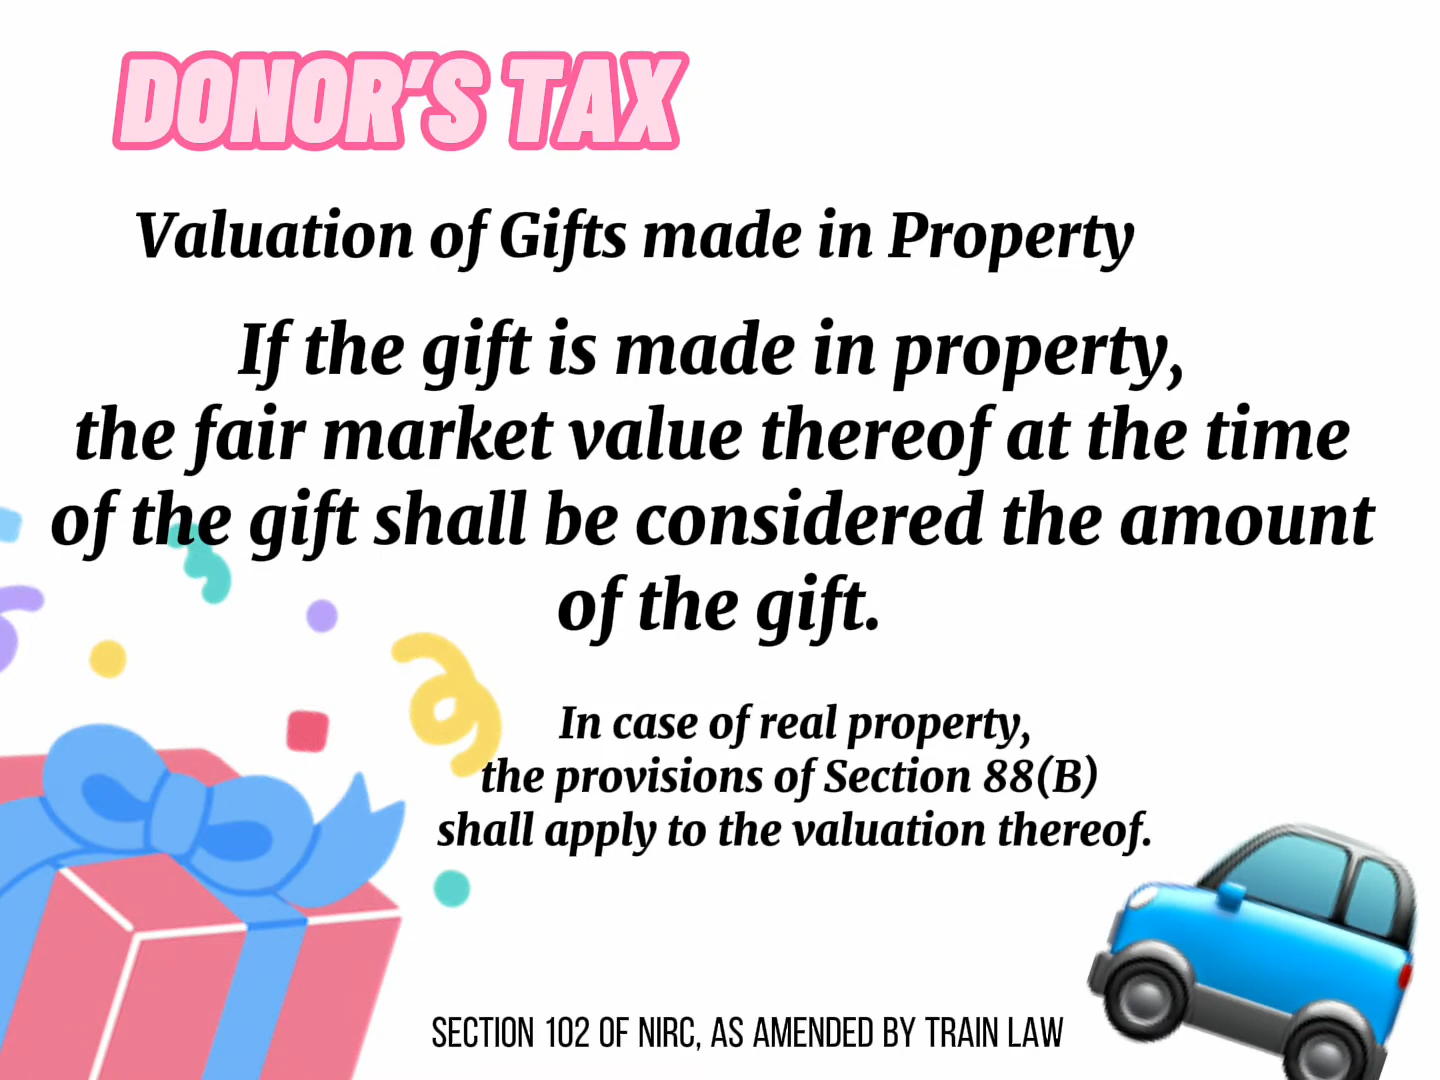 DONOR'S TAX
Valuation of Gifts made in Property
If the gift is made in property,
the fair market value thereof at the time
of the gift shall be considered the amount
of the gift.
In case of real property,
the provisions of Section 88(B)
shall apply to the valuation thereof.
SECTION 102 OF NIRC, AS AMENDED BY TRAIN LAW